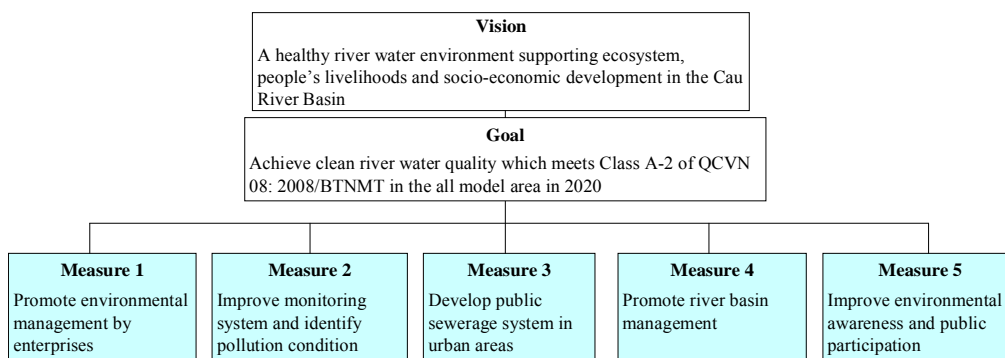 Vision
A healthy river water environment supporting ecosystem,
people's livelihoods and socio-economic development in the Cau
River Basin
Goal
Achieve clean river water quality which meets Class A-2 of QCVN
08: 2008/BTNMT in the all model area in 2020
Measure 1
Promote environmental
management by
enterprises
Measure 2
Improve monitoring
system and identify
pollution condition
Measure 3
Develop public
sewerage system in
urban areas
Measure 4
Promote river basin
management
Measure 5
Improve environmental
awareness and public
participation